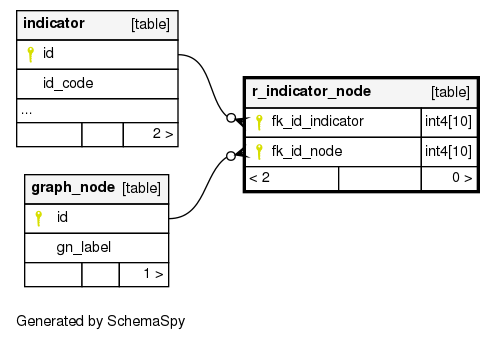 indicator [table]
id
id_code
...
2 >
r_indicator_node [table]
fk_id_indicator int4[10]
fk_id_node int4[10]
< 2 0 >
graph_node [table]
id
gn_label
1 >
Generated by SchemaSpy